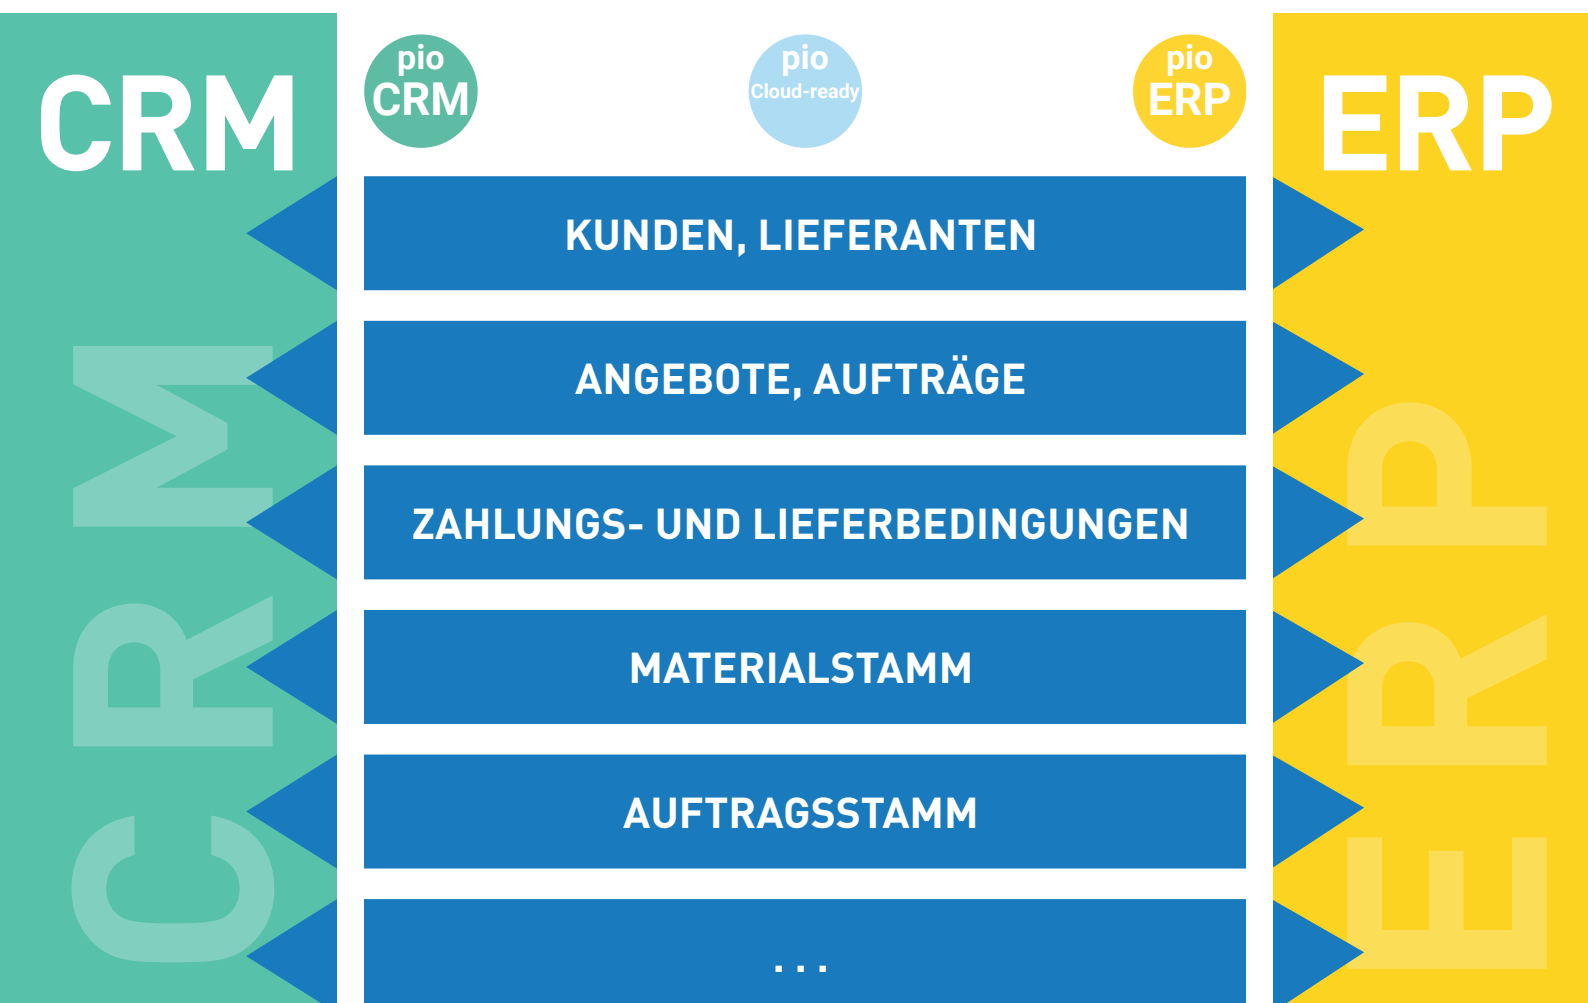 CRM
pio
CRM
pio
Cloud-ready
pio
ERP
ERP
KUNDEN, LIEFERANTEN
ANGEBOTE, AUFTRÄGE
ZAHLUNGS- UND LIEFERBEDINGUNGEN
MATERIALSTAMM
AUFTRAGSSTAMM
...
CRM
ERP